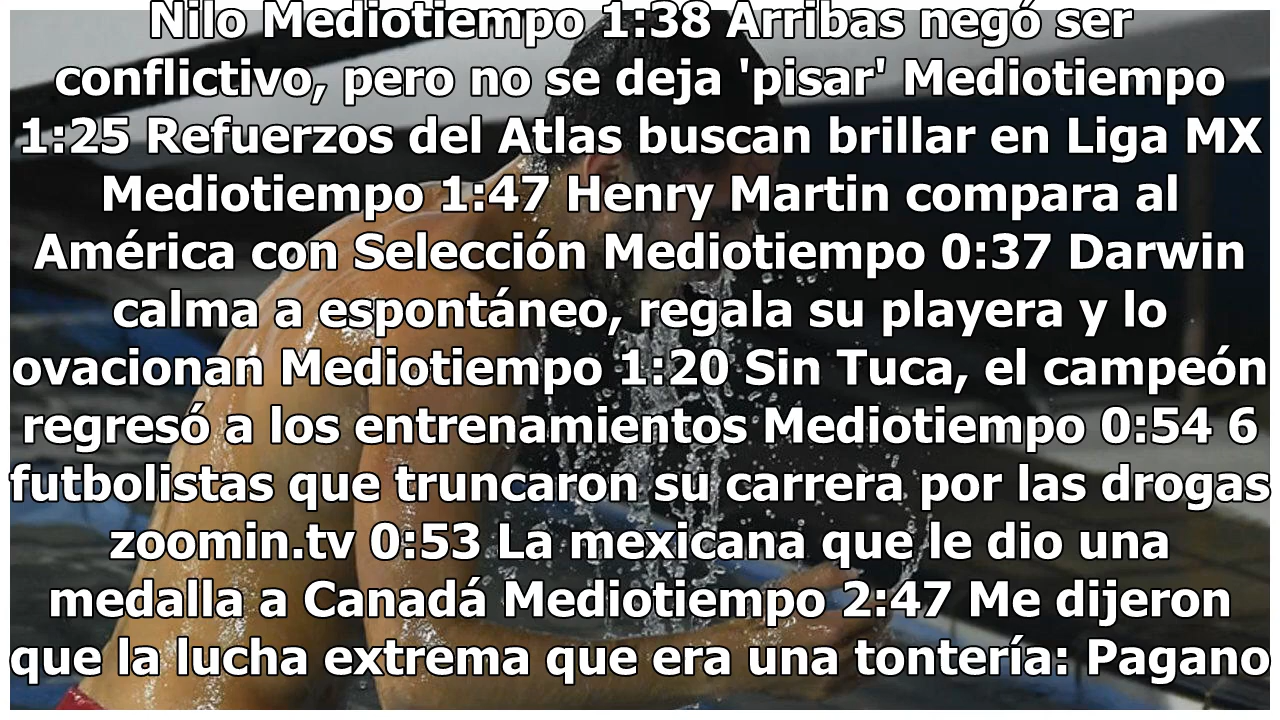 Nilo Mediotiempo 1:38 Arribas negó ser
conflictivo, pero no se deja 'pisar' Mediotiempo
1:25 Refuerzos del Atlas buscan brillar en Liga MX
Mediotiempo 1:47 Henry Martin compara al
América con Selección Mediotiempo 0:37 Darwin
calma a espontáneo, regala su playera y lo
ovacionan Mediotiempo 1:20 Sin Tuca, el campeón
regresó a los entrenamientos Mediotiempo 0:54 6
futbolistas que truncaron su carrera por las drogas
zoomin.tv 0:53 La mexicana que le dio una
medalla a Canadá Mediotiempo 2:47 Me dijeron
que la lucha extrema que era una tontería: Pagano